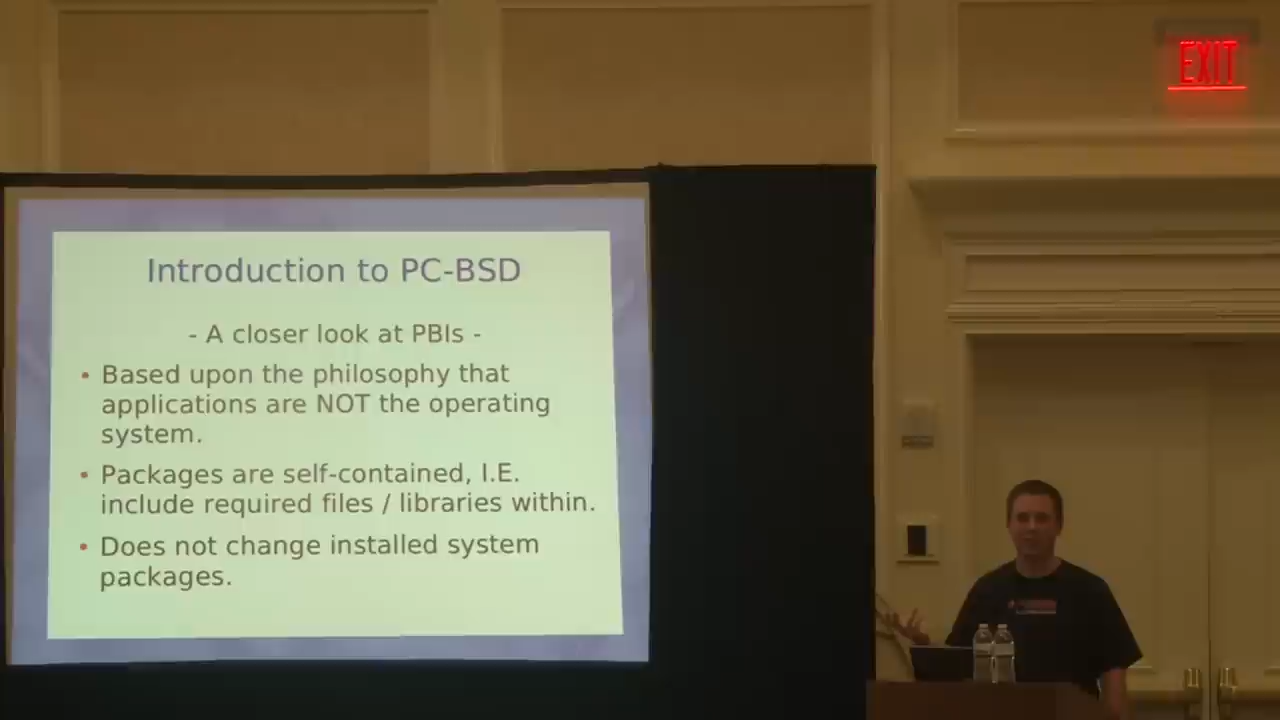 Introduction to PC-BSD
- A closer look at PBIs -
• Based upon the philosophy that
applications are NOT the operating
system.
• Packages are self-contained, I.E.
include required files / libraries within.
• Does not change installed system
packages.
EXIT